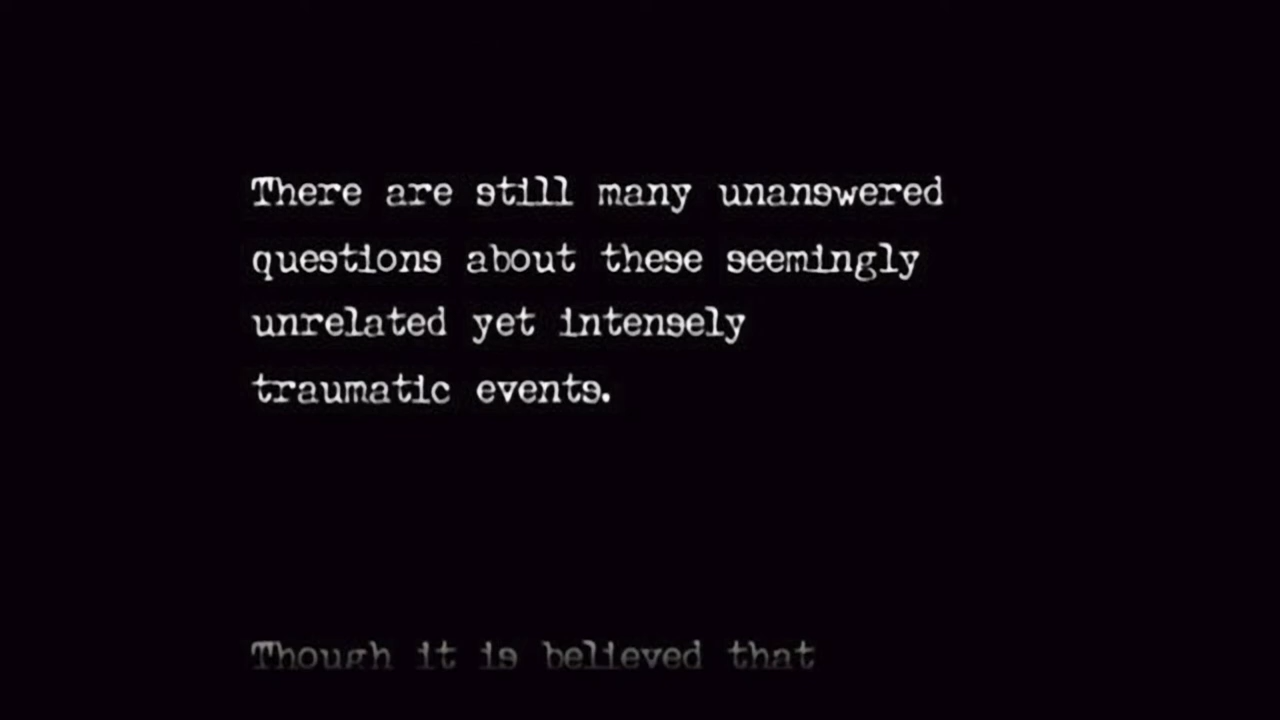 There are still many unanswered
questions about these seemingly
unrelated yet intensely
traumatic events.
Though it is believed that